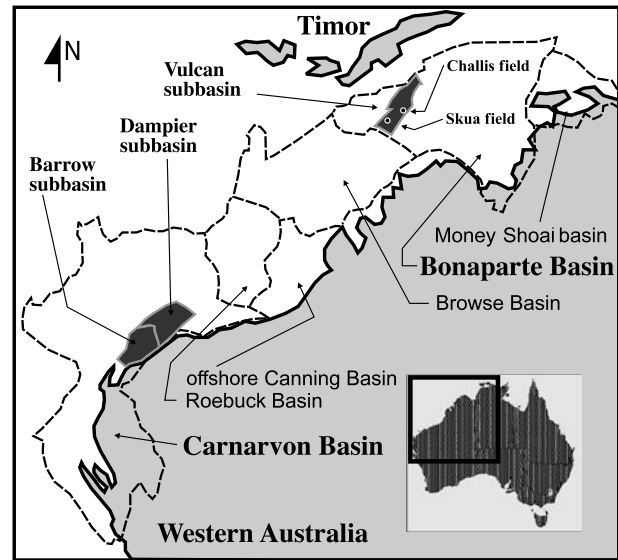 Timor
N
Vulcan
subbasin
Challis field
Skua field
Dampier
subbasin
Barrow
subbasin
Money Shoai basin
Bonaparte Basin
Browse Basin
offshore Canning Basin
Roebuck Basin
Carnarvon Basin
Western Australia